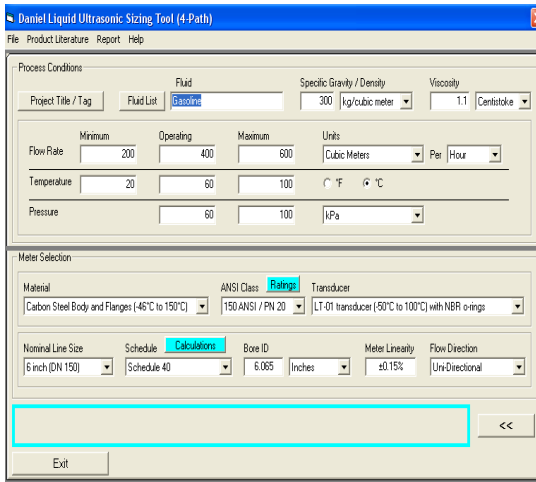 Daniel Liquid Ultrasonic Sizing Tool (4-Path)
File Product Literature Report Help
Process Conditions
Fluid Specific Gravity / Density Viscosity
Project Title / Tag Fluid List Gasoline 300 kg/cubic meter 1.1 Centistoke
Minimum Operating Maximum Units
Flow Rate 200 400 600 Cubic Meters Per Hour
Temperature 20 60 100 °F °C
Pressure 60 100 kPa
Meter Selection
Material ANSI Class Ratings Transducer
Carbon Steel Body and Flanges (-46°C to 150°C) 150 ANSI / PN 20 LT-01 transducer (-50°C to 100°C) with NBR o-rings
Nominal Line Size Schedule Calculations Bore ID Meter Linearity Flow Direction
6 inch (DN 150) Schedule 40 6.065 Inches ±0.15% Uni-Directional
<<
Exit